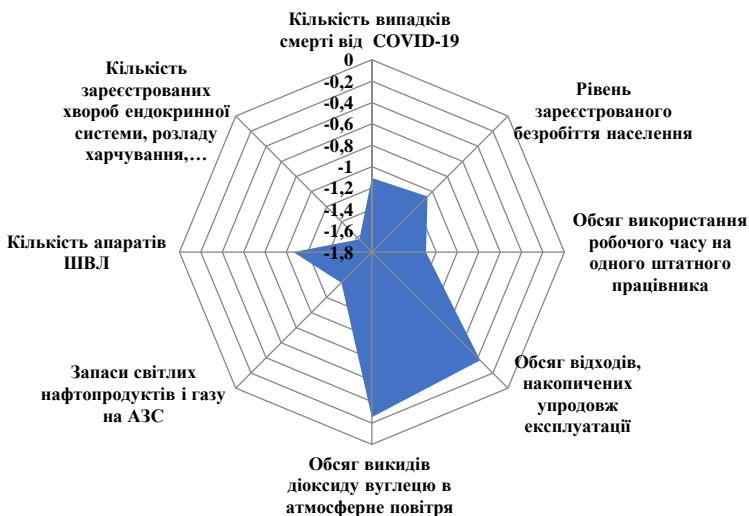 Кількість випадків
смерті від COVID-19
0
-0,2
-0,4
-0,6
-0,8
-1
-1,2
-1,4
-1,6
-1,8
Рівень
зареєстрованого
безробіття населення
Обсяг використання
робочого часу на
одного штатного
працівника
Обсяг відходів,
накопичених
упродовж
експлуатації
Обсяг викидів
діоксиду вуглецю в
атмосферне повітря
Запаси світлих
нафтопродуктів і газу
на АЗС
Кількість апаратів
ШВЛ
Кількість
зареєстрованих
хвороб ендокринної
системи, розладу
харчування,…